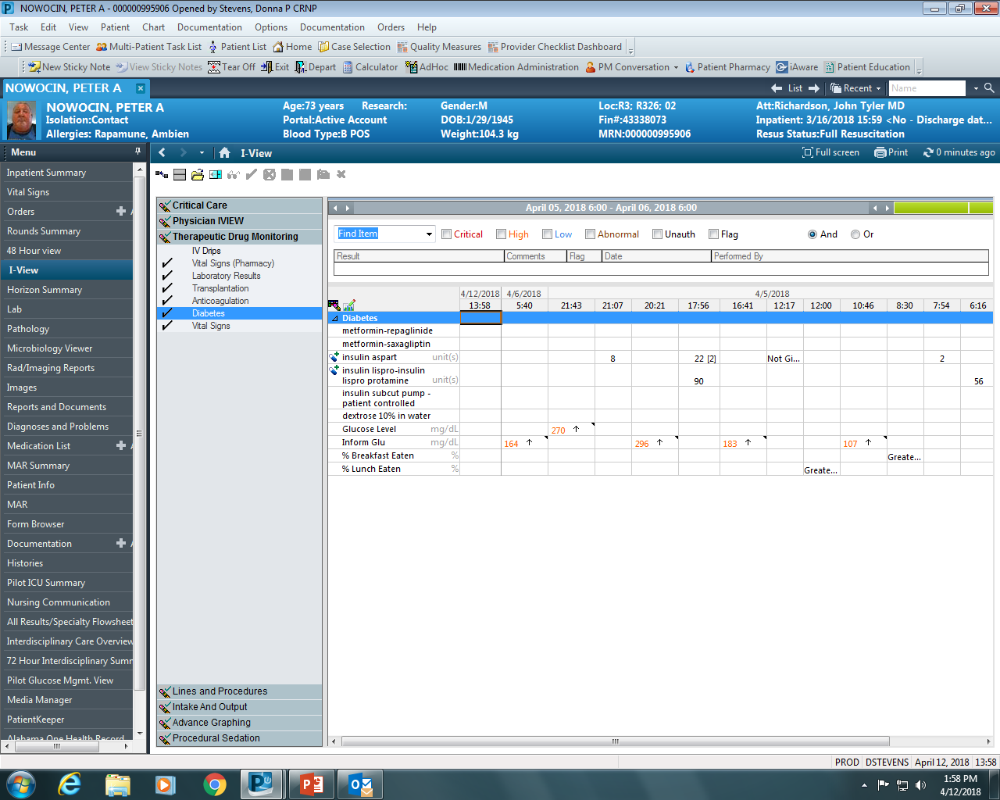 NOWOCIN, PETER A - 000000995906 Opened by Stevens, Donna P CRNP
Task Edit View Patient Chart Documentation Options Documentation Orders Help
Message Center Multi-Patient Task List Patient List Home Case Selection Quality Measures Provider Checklist Dashboard
New Sticky Note View Sticky Notes Tear Off Exit Depart Calculator AdHoc Medication Administration PM Conversation Patient Pharmacy iAware Patient Education
NOWOCIN, PETER A List Recent Name
NOWOCIN, PETER A Age:73 years Research: Gender:M Loc:R3; R326; 02 Att:Richardson, John Tyler MD
Isolation:Contact Portal:Active Account DOB:1/29/1945 Fin#:43338073 Inpatient: 3/16/2018 15:59 <No - Discharge dat...
Allergies: Rapamune, Ambien Blood Type:B POS Weight:104.3 kg MRN:000000995906 Resus Status:Full Resuscitation
Menu I-View Full screen Print 0 minutes ago
Inpatient Summary
Vital Signs
Orders
Rounds Summary
48 Hour view
I-View
Horizon Summary
Lab
Pathology
Microbiology Viewer
Rad/Imaging Reports
Images
Reports and Documents
Diagnoses and Problems
Medication List
MAR Summary
Patient Info
MAR
Form Browser
Documentation
Histories
Pilot ICU Summary
Nursing Communication
All Results/Specialty Flowsheet
Interdisciplinary Care Overview
72 Hour Interdisciplinary Sum
Pilot Glucose Mgmt. View
Media Manager
PatientKeeper
Alabama One Health Record
Critical Care
Physician IVIEW
Therapeutic Drug Monitoring
IV Drips
Vital Signs (Pharmacy)
Laboratory Results
Transplantation
Anticoagulation
Diabetes
Vital Signs
Lines and Procedures
Intake And Output
Advance Graphing
Procedural Sedation
April 05, 2018 6:00 - April 06, 2018 6:00
Find Item Critical High Low Abnormal Unauth Flag And Or
Result Comments Flag Date Performed By
4/12/2018 4/6/2018 4/5/2018
13:58 5:40 21:43 21:07 20:21 17:56 16:41 12:17 12:00 10:46 8:30 7:54 6:16
Diabetes
metformin-repaglinide
metformin-saxagliptin
insulin aspart unit(s) 8 22 [2] Not Gi... 2
insulin lispro-insulin
lispro protamine unit(s) 90 56
insulin subcut pump -
patient controlled
dextrose 10% in water
Glucose Level mg/dL 270 ↑
Inform Glu mg/dL 164 ↑ 296 ↑ 183 ↑ 107 ↑
% Breakfast Eaten % Greate...
% Lunch Eaten % Greate...
PROD DSTEVENS April 12, 2018 13:58
1:58 PM
4/12/2018